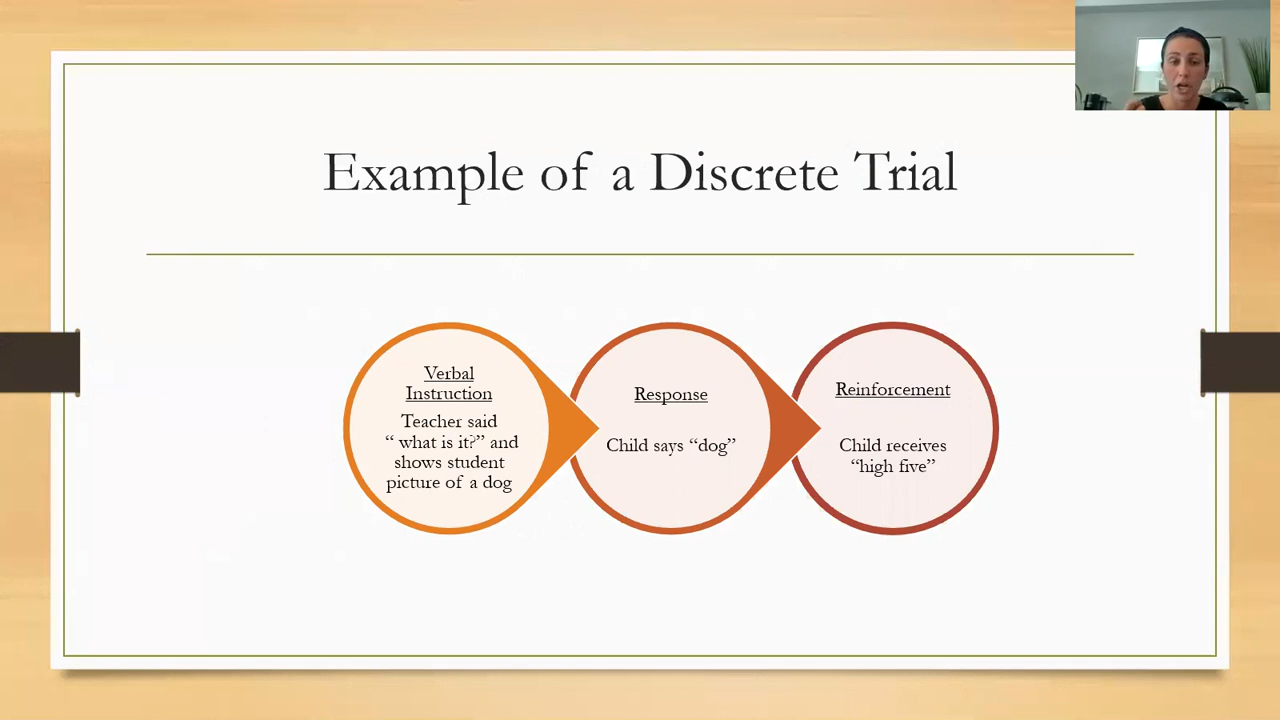 Example of a Discrete Trial
Verbal
Instruction
Teacher said
“ what is it?” and
shows student
picture of a dog
Response
Child says “dog”
Reinforcement
Child receives
“high five”